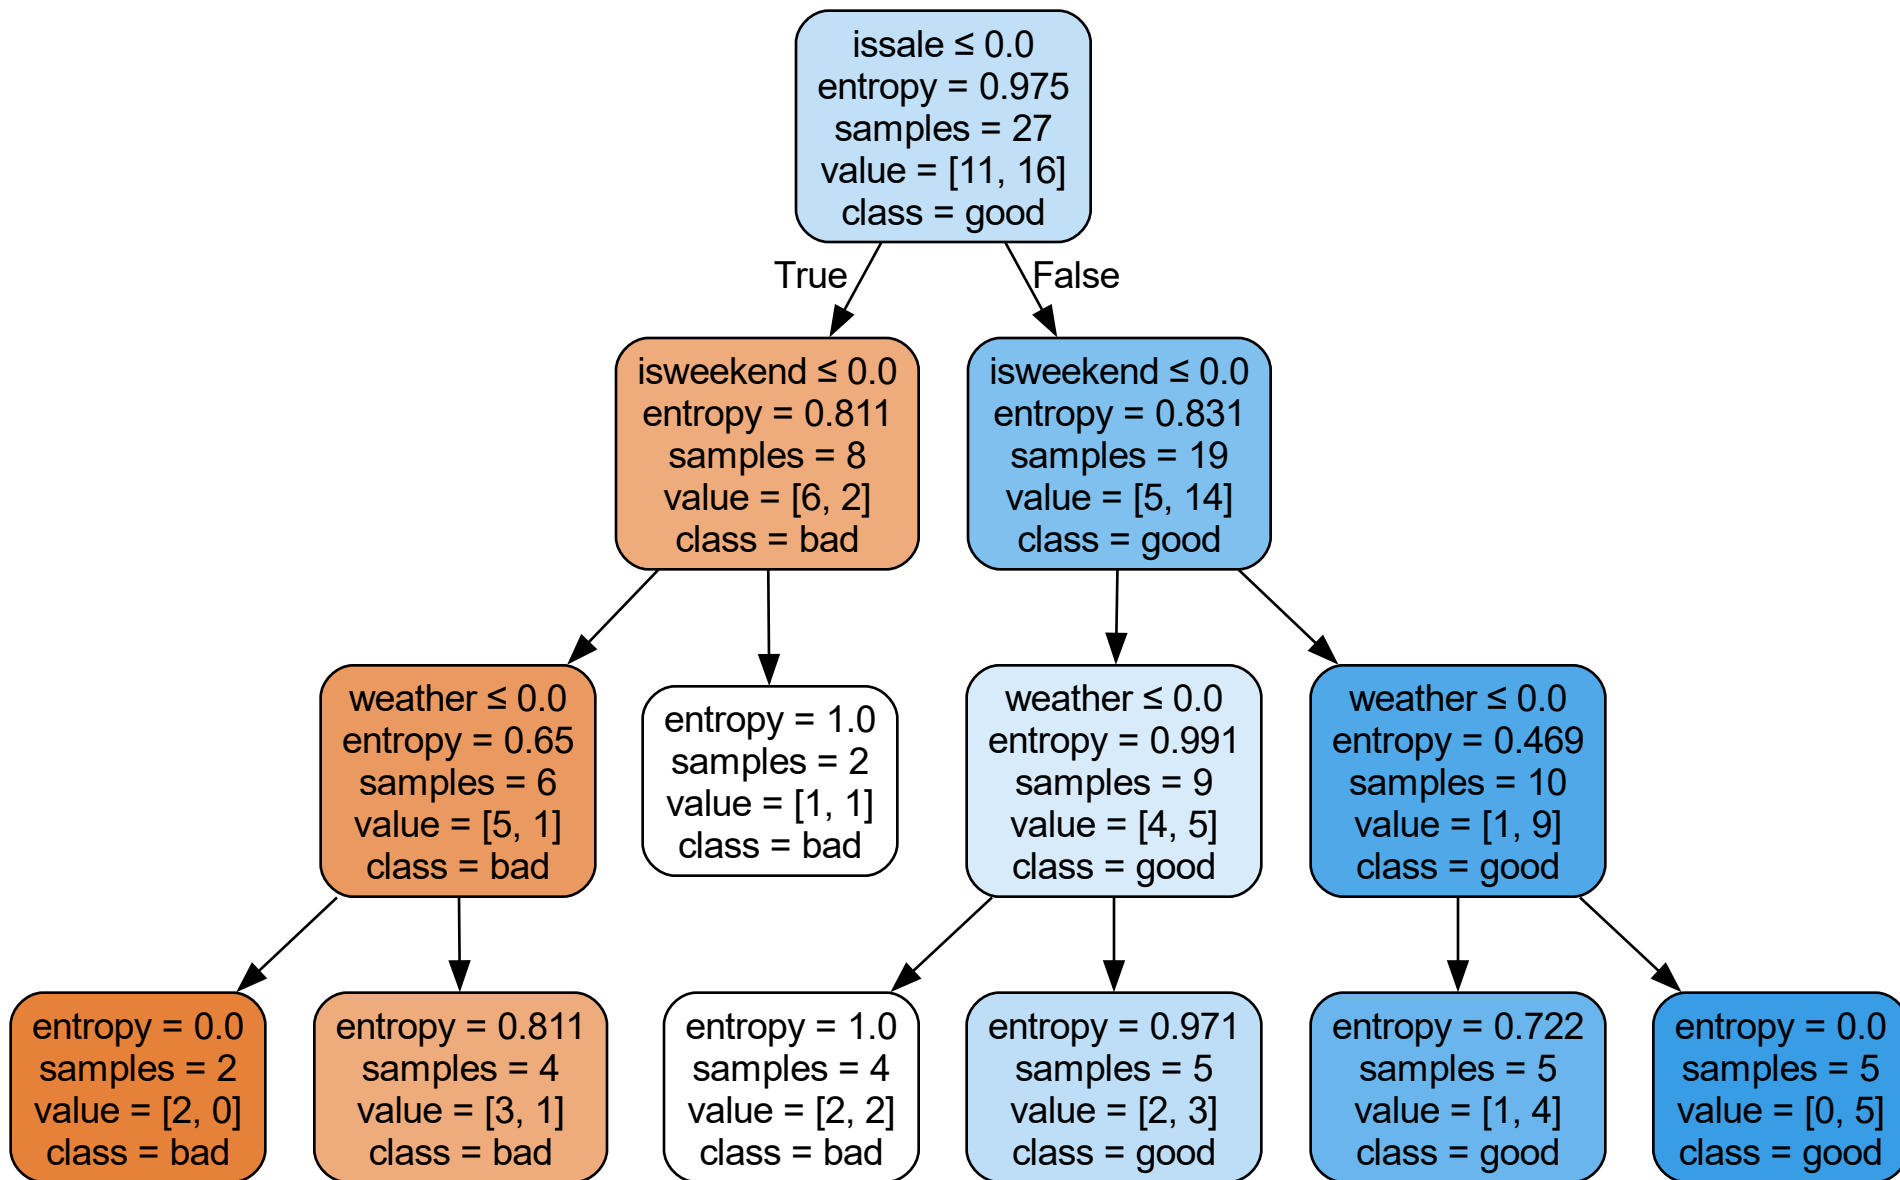 issale ≤ 0.0
entropy = 0.975
samples = 27
value = [11, 16]
class = good
True
False
isweekend ≤ 0.0
entropy = 0.811
samples = 8
value = [6, 2]
class = bad
isweekend ≤ 0.0
entropy = 0.831
samples = 19
value = [5, 14]
class = good
weather ≤ 0.0
entropy = 0.65
samples = 6
value = [5, 1]
class = bad
entropy = 1.0
samples = 2
value = [1, 1]
class = bad
weather ≤ 0.0
entropy = 0.991
samples = 9
value = [4, 5]
class = good
weather ≤ 0.0
entropy = 0.469
samples = 10
value = [1, 9]
class = good
entropy = 0.0
samples = 2
value = [2, 0]
class = bad
entropy = 0.811
samples = 4
value = [3, 1]
class = bad
entropy = 1.0
samples = 4
value = [2, 2]
class = bad
entropy = 0.971
samples = 5
value = [2, 3]
class = good
entropy = 0.722
samples = 5
value = [1, 4]
class = good
entropy = 0.0
samples = 5
value = [0, 5]
class = good